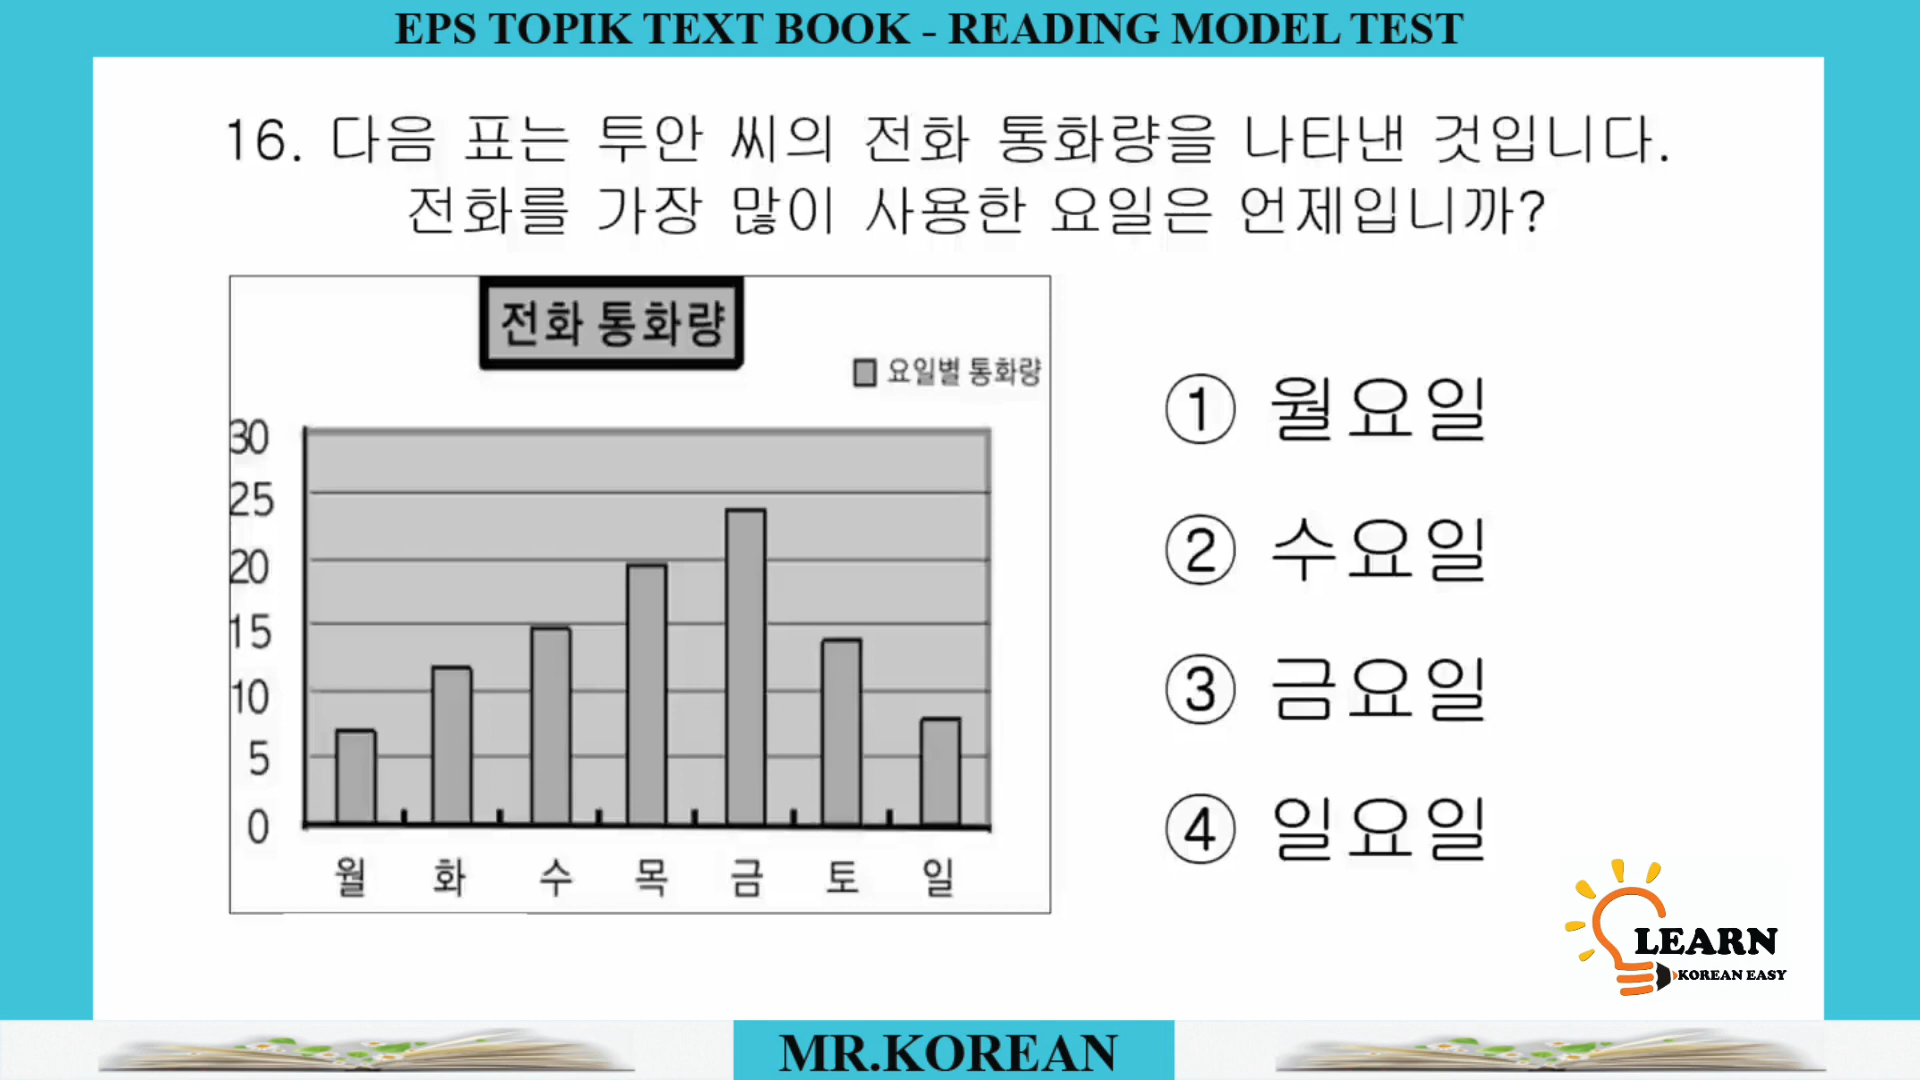 EPS TOPIK TEXT BOOK - READING MODEL TEST
16. 다음 표는 투안 씨의 전화 통화량을 나타낸 것입니다.
전화를 가장 많이 사용한 요일은 언제입니까?
전화 통화량
요일별 통화량
30
25
20
15
10
5
0
월 화 수 목 금 토 일
① 월요일
② 수요일
③ 금요일
④ 일요일
LEARN
KOREAN EASY
MR.KOREAN